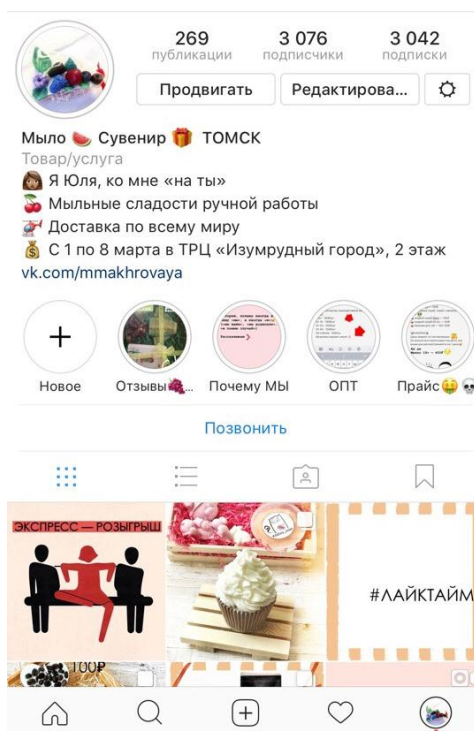 269 3 076 3 042
публикации подписчики подписки
Продвигать Редактирова...
Мыло 🍉 Сувенир 🎁 ТОМСК
Товар/услуга
👩🏽 Я Юля, ко мне «на ты»
🍒 Мыльные сладости ручной работы
🚁 Доставка по всему миру
💰 С 1 по 8 марта в ТРЦ «Изумрудный город», 2 этаж
vk.com/mmakhrovaya
Новое Отзывы🍇... Почему МЫ ОПТ Прайс🤑💀
Позвонить
ЭКСПРЕСС — РОЗЫГРЫШ
#ЛАЙКТАЙМ
100₽